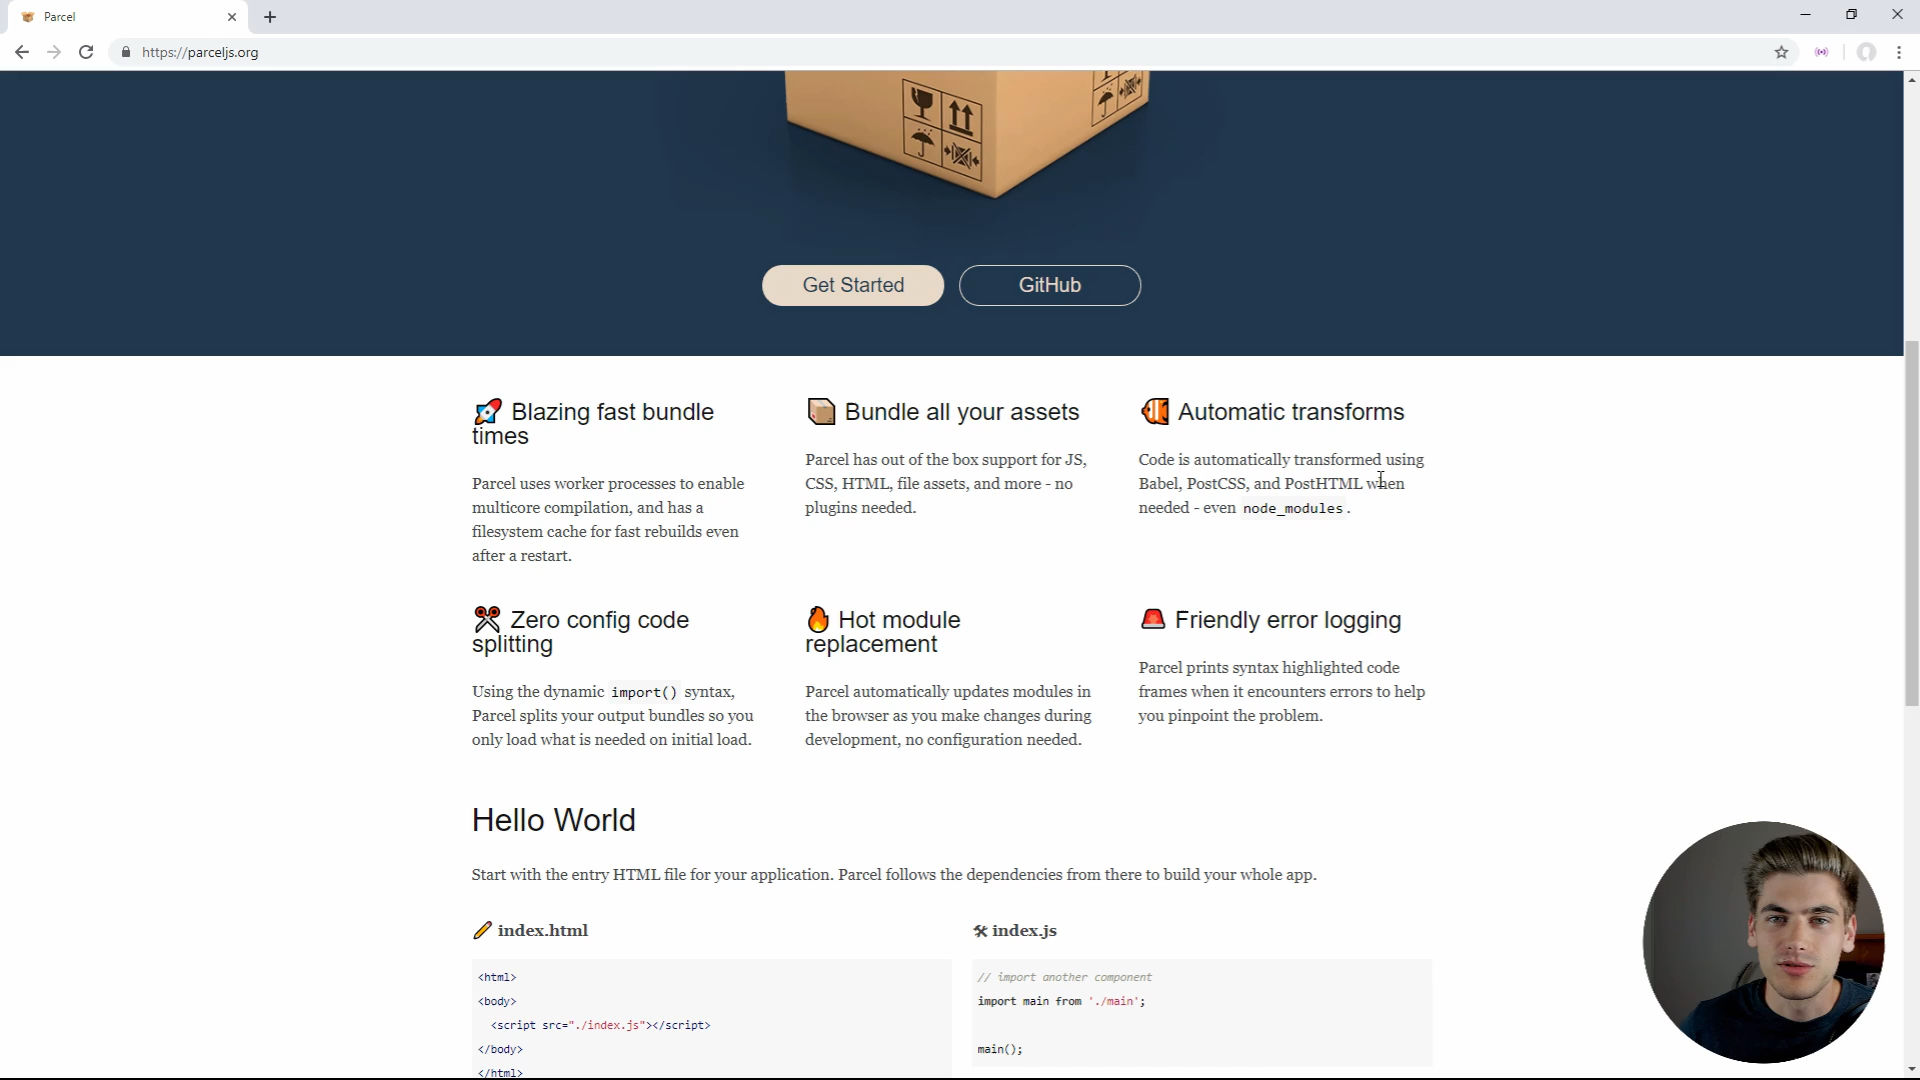 Parcel
https://parceljs.org
Get Started
GitHub
Blazing fast bundle
times
Parcel uses worker processes to enable
multicore compilation, and has a
filesystem cache for fast rebuilds even
after a restart.
Bundle all your assets
Parcel has out of the box support for JS,
CSS, HTML, file assets, and more - no
plugins needed.
Automatic transforms
Code is automatically transformed using
Babel, PostCSS, and PostHTML when
needed - even node_modules.
Zero config code
splitting
Using the dynamic import() syntax,
Parcel splits your output bundles so you
only load what is needed on initial load.
Hot module
replacement
Parcel automatically updates modules in
the browser as you make changes during
development, no configuration needed.
Friendly error logging
Parcel prints syntax highlighted code
frames when it encounters errors to help
you pinpoint the problem.
Hello World
Start with the entry HTML file for your application. Parcel follows the dependencies from there to build your whole app.
index.html
<html>
<body>
<script src="./index.js"></script>
</body>
</html>
index.js
// import another component
import main from './main';
main();